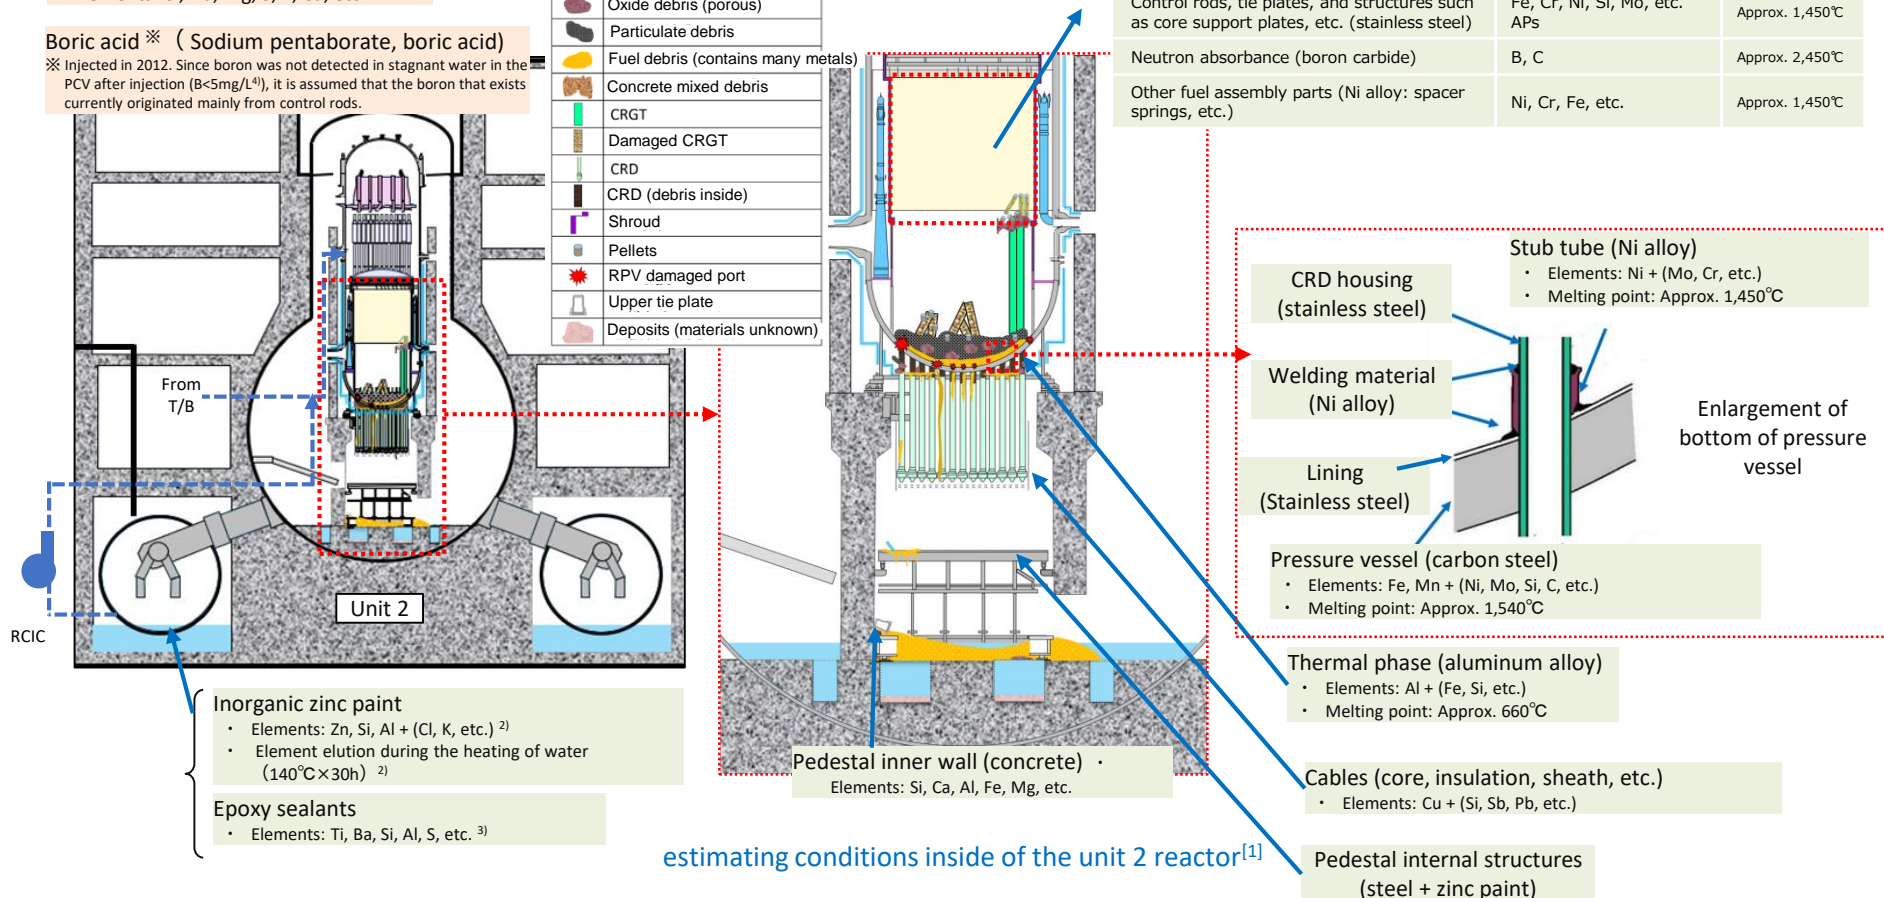 Boric acid ※ （ Sodium pentaborate, boric acid)
※ Injected in 2012. Since boron was not detected in stagnant water in the
PCV after injection (B<5mg/L⁴⁾), it is assumed that the boron that exists
currently originated mainly from control rods.
Oxide debris (porous)
Particulate debris
Fuel debris (contains many metals)
Concrete mixed debris
CRGT
Damaged CRGT
CRD
CRD (debris inside)
Shroud
Pellets
RPV damaged port
Upper tie plate
Deposits (materials unknown)
Control rods, tie plates, and structures such
as core support plates, etc. (stainless steel)
Fe, Cr, Ni, Si, Mo, etc.
APs
Approx. 1,450℃
Neutron absorbance (boron carbide)
B, C
Approx. 2,450℃
Other fuel assembly parts (Ni alloy: spacer
springs, etc.)
Ni, Cr, Fe, etc.
Approx. 1,450℃
From
T/B
RCIC
Unit 2
Stub tube (Ni alloy)
・ Elements: Ni + (Mo, Cr, etc.)
・ Melting point: Approx. 1,450℃
CRD housing
(stainless steel)
Welding material
(Ni alloy)
Lining
(Stainless steel)
Enlargement of
bottom of pressure
vessel
Pressure vessel (carbon steel)
・ Elements: Fe, Mn + (Ni, Mo, Si, C, etc.)
・ Melting point: Approx. 1,540℃
Thermal phase (aluminum alloy)
・ Elements: Al + (Fe, Si, etc.)
・ Melting point: Approx. 660℃
Inorganic zinc paint
・ Elements: Zn, Si, Al + (Cl, K, etc.) ²⁾
・ Element elution during the heating of water
（140℃×30h） ²⁾
Epoxy sealants
・ Elements: Ti, Ba, Si, Al, S, etc. ³⁾
Pedestal inner wall (concrete) ・
Elements: Si, Ca, Al, Fe, Mg, etc.
Cables (core, insulation, sheath, etc.)
・ Elements: Cu + (Si, Sb, Pb, etc.)
Pedestal internal structures
(steel + zinc paint)
estimating conditions inside of the unit 2 reactor[1]